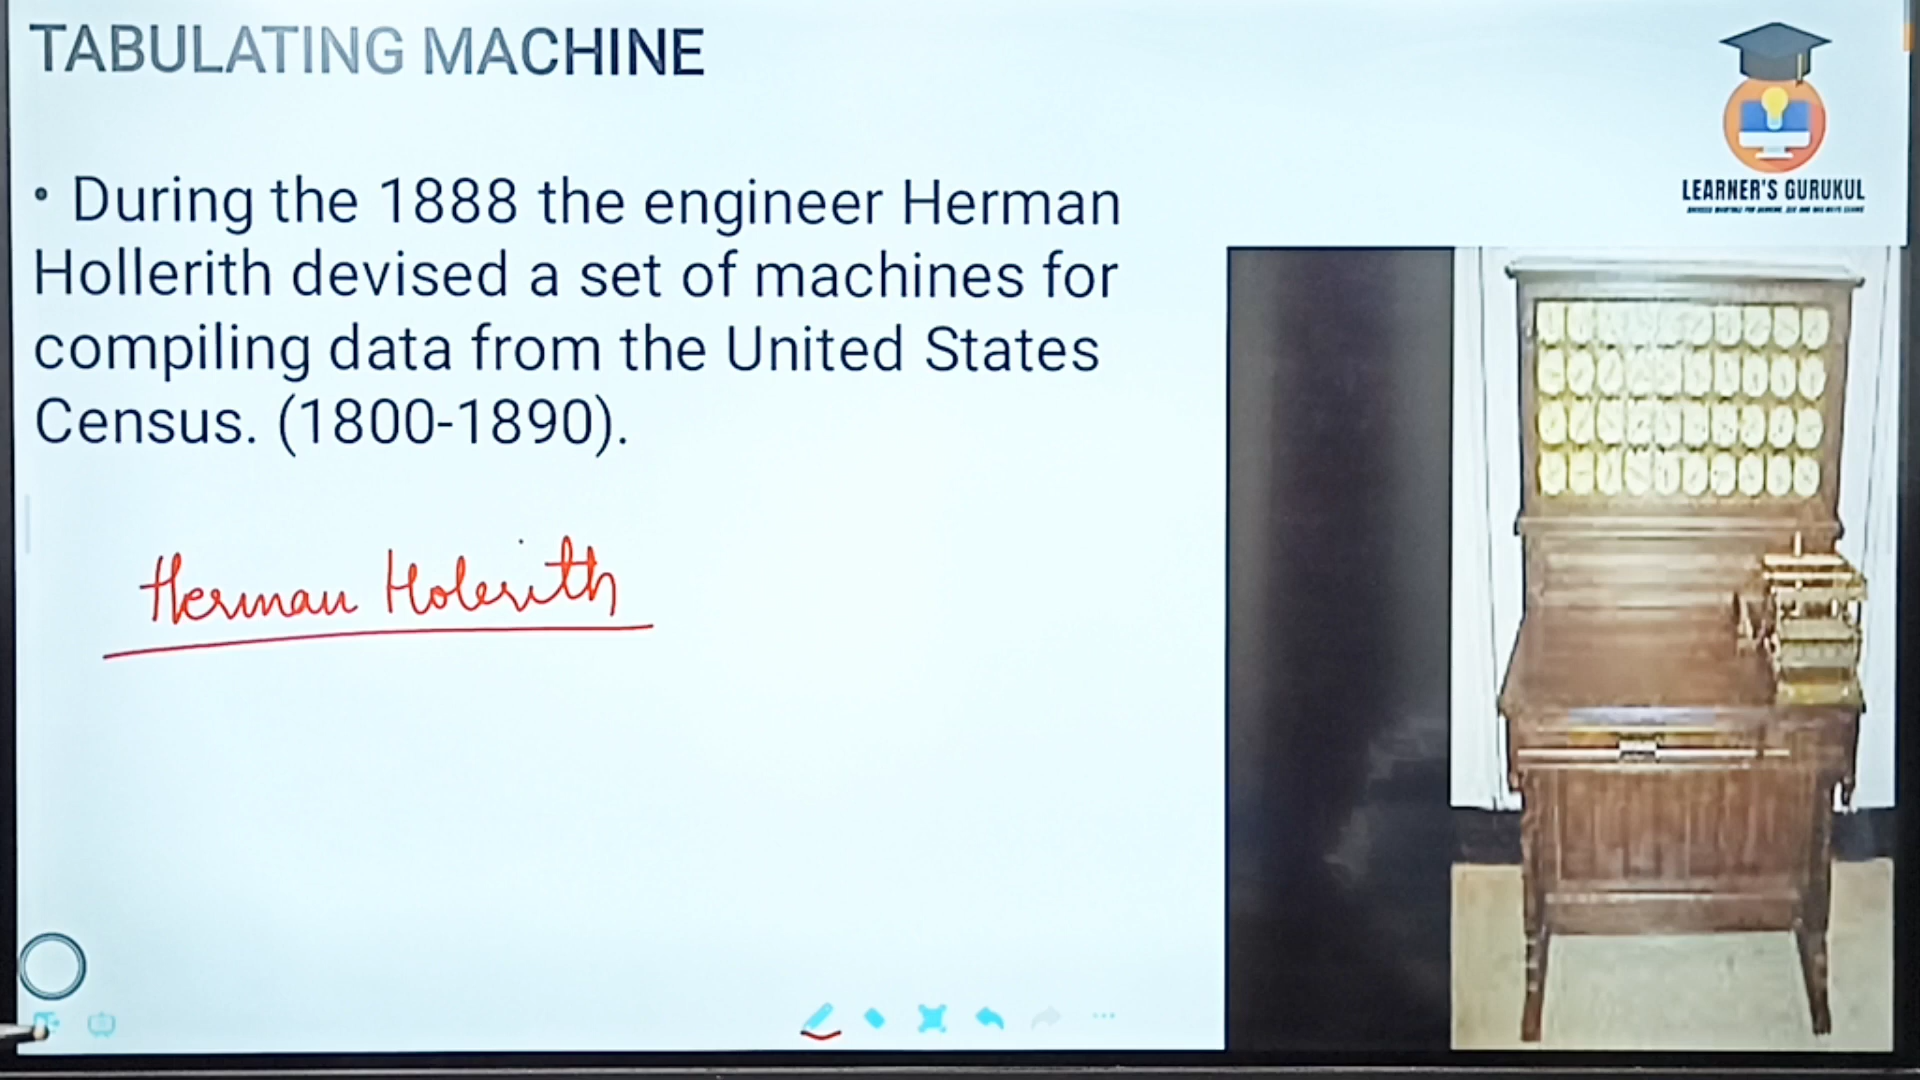 TABULATING MACHINE
• During the 1888 the engineer Herman
Hollerith devised a set of machines for
compiling data from the United States
Census. (1800-1890).
Herman Holerith
LEARNER'S GURUKUL